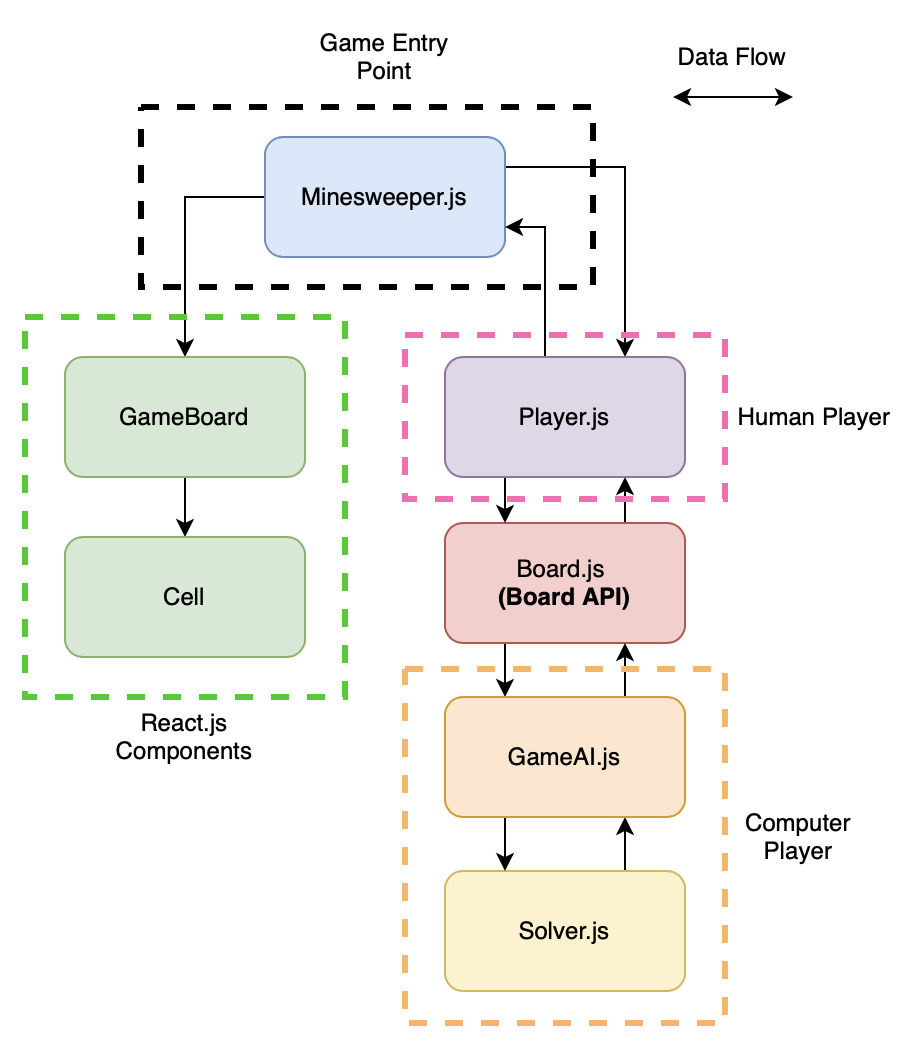 Game Entry
Point
Data Flow
Minesweeper.js
GameBoard
Player.js
Human Player
Board.js
(Board API)
Cell
React.js
Components
GameAI.js
Computer
Player
Solver.js